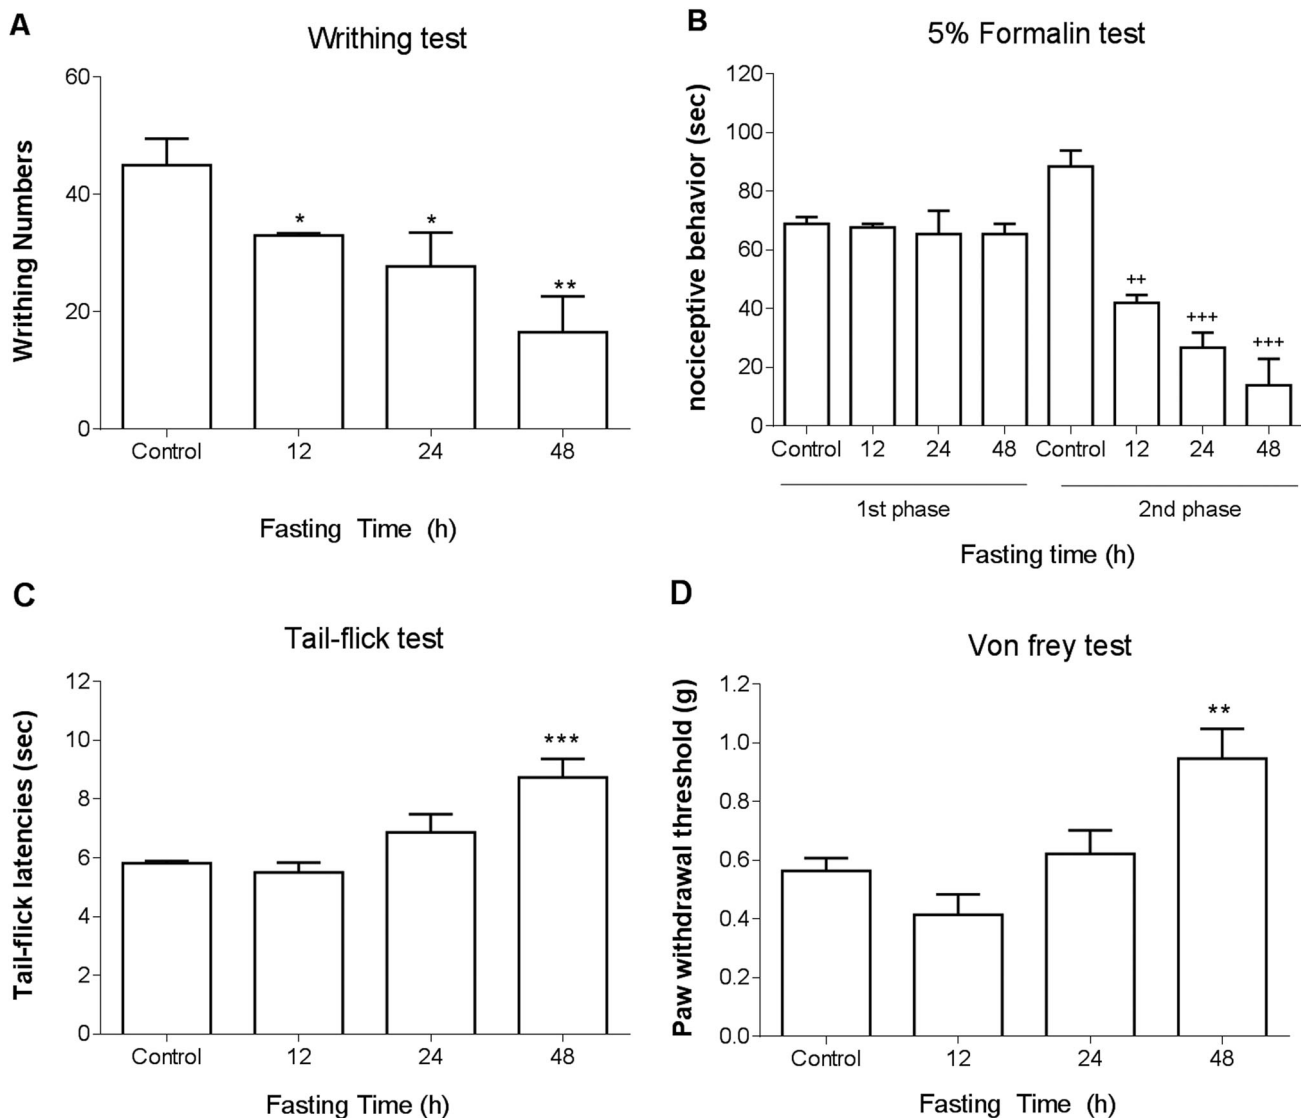 A
Writhing test
Writhing Numbers
60
40
20
0
*
*
**
Control 12 24 48
Fasting Time (h)
B
5% Formalin test
nociceptive behavior (sec)
120
100
80
60
40
20
0
++
+++
+++
Control 12 24 48 Control 12 24 48
1st phase 2nd phase
Fasting time (h)
C
Tail-flick test
Tail-flick latencies (sec)
12
10
8
6
4
2
0
***
Control 12 24 48
Fasting Time (h)
D
Von frey test
Paw withdrawal threshold (g)
1.2
1.0
0.8
0.6
0.4
0.2
0.0
**
Control 12 24 48
Fasting Time (h)